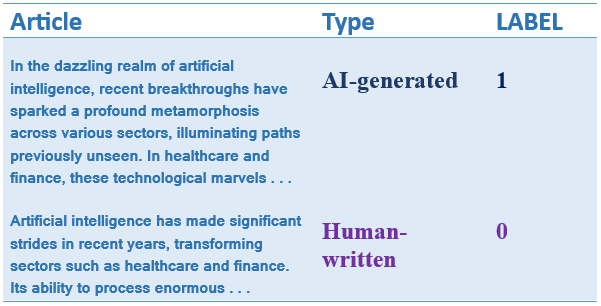 Article Type LABEL
In the dazzling realm of artificial
intelligence, recent breakthroughs have
sparked a profound metamorphosis
across various sectors, illuminating paths
previously unseen. In healthcare and
finance, these technological marvels . . .
AI-generated 1
Artificial intelligence has made significant
strides in recent years, transforming
sectors such as healthcare and finance.
Its ability to process enormous . . .
Human-
written
0